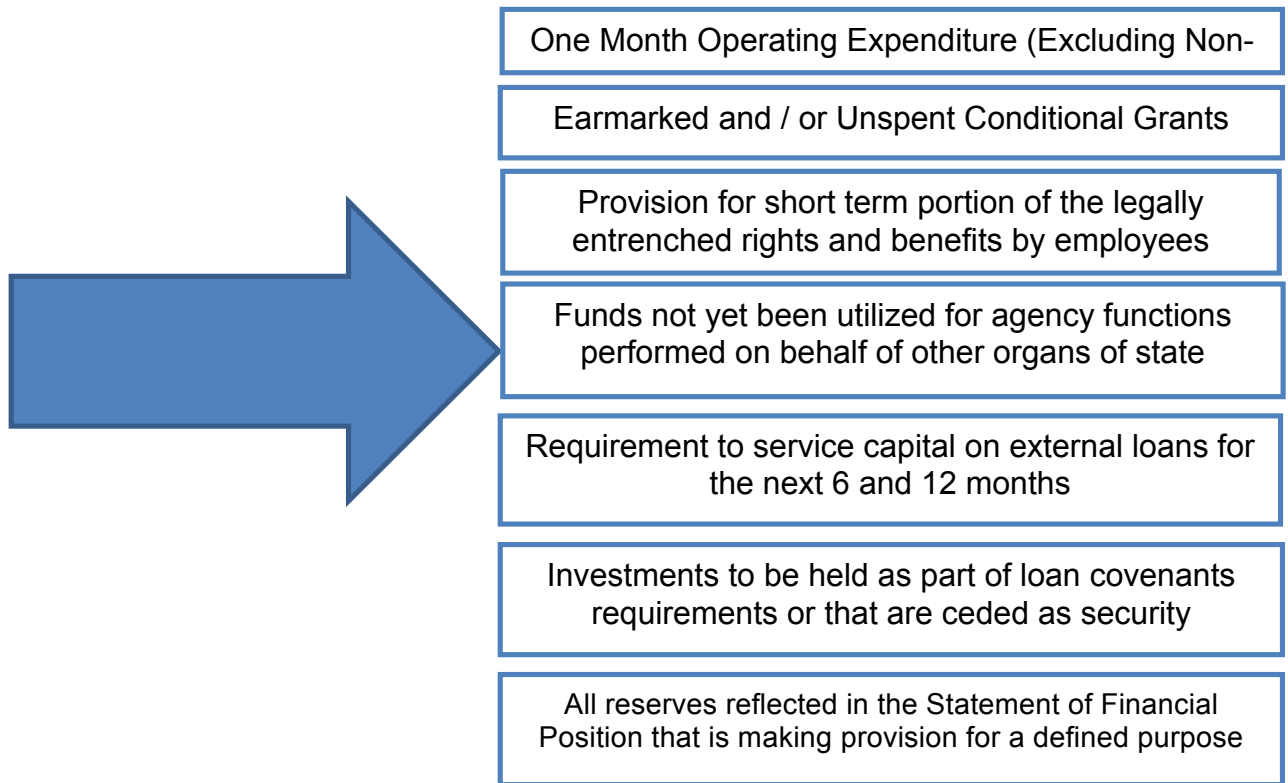 One Month Operating Expenditure (Excluding Non-
Earmarked and / or Unspent Conditional Grants
Provision for short term portion of the legally
entrenched rights and benefits by employees
Funds not yet been utilized for agency functions
performed on behalf of other organs of state
Requirement to service capital on external loans for
the next 6 and 12 months
Investments to be held as part of loan covenants
requirements or that are ceded as security
All reserves reflected in the Statement of Financial
Position that is making provision for a defined purpose